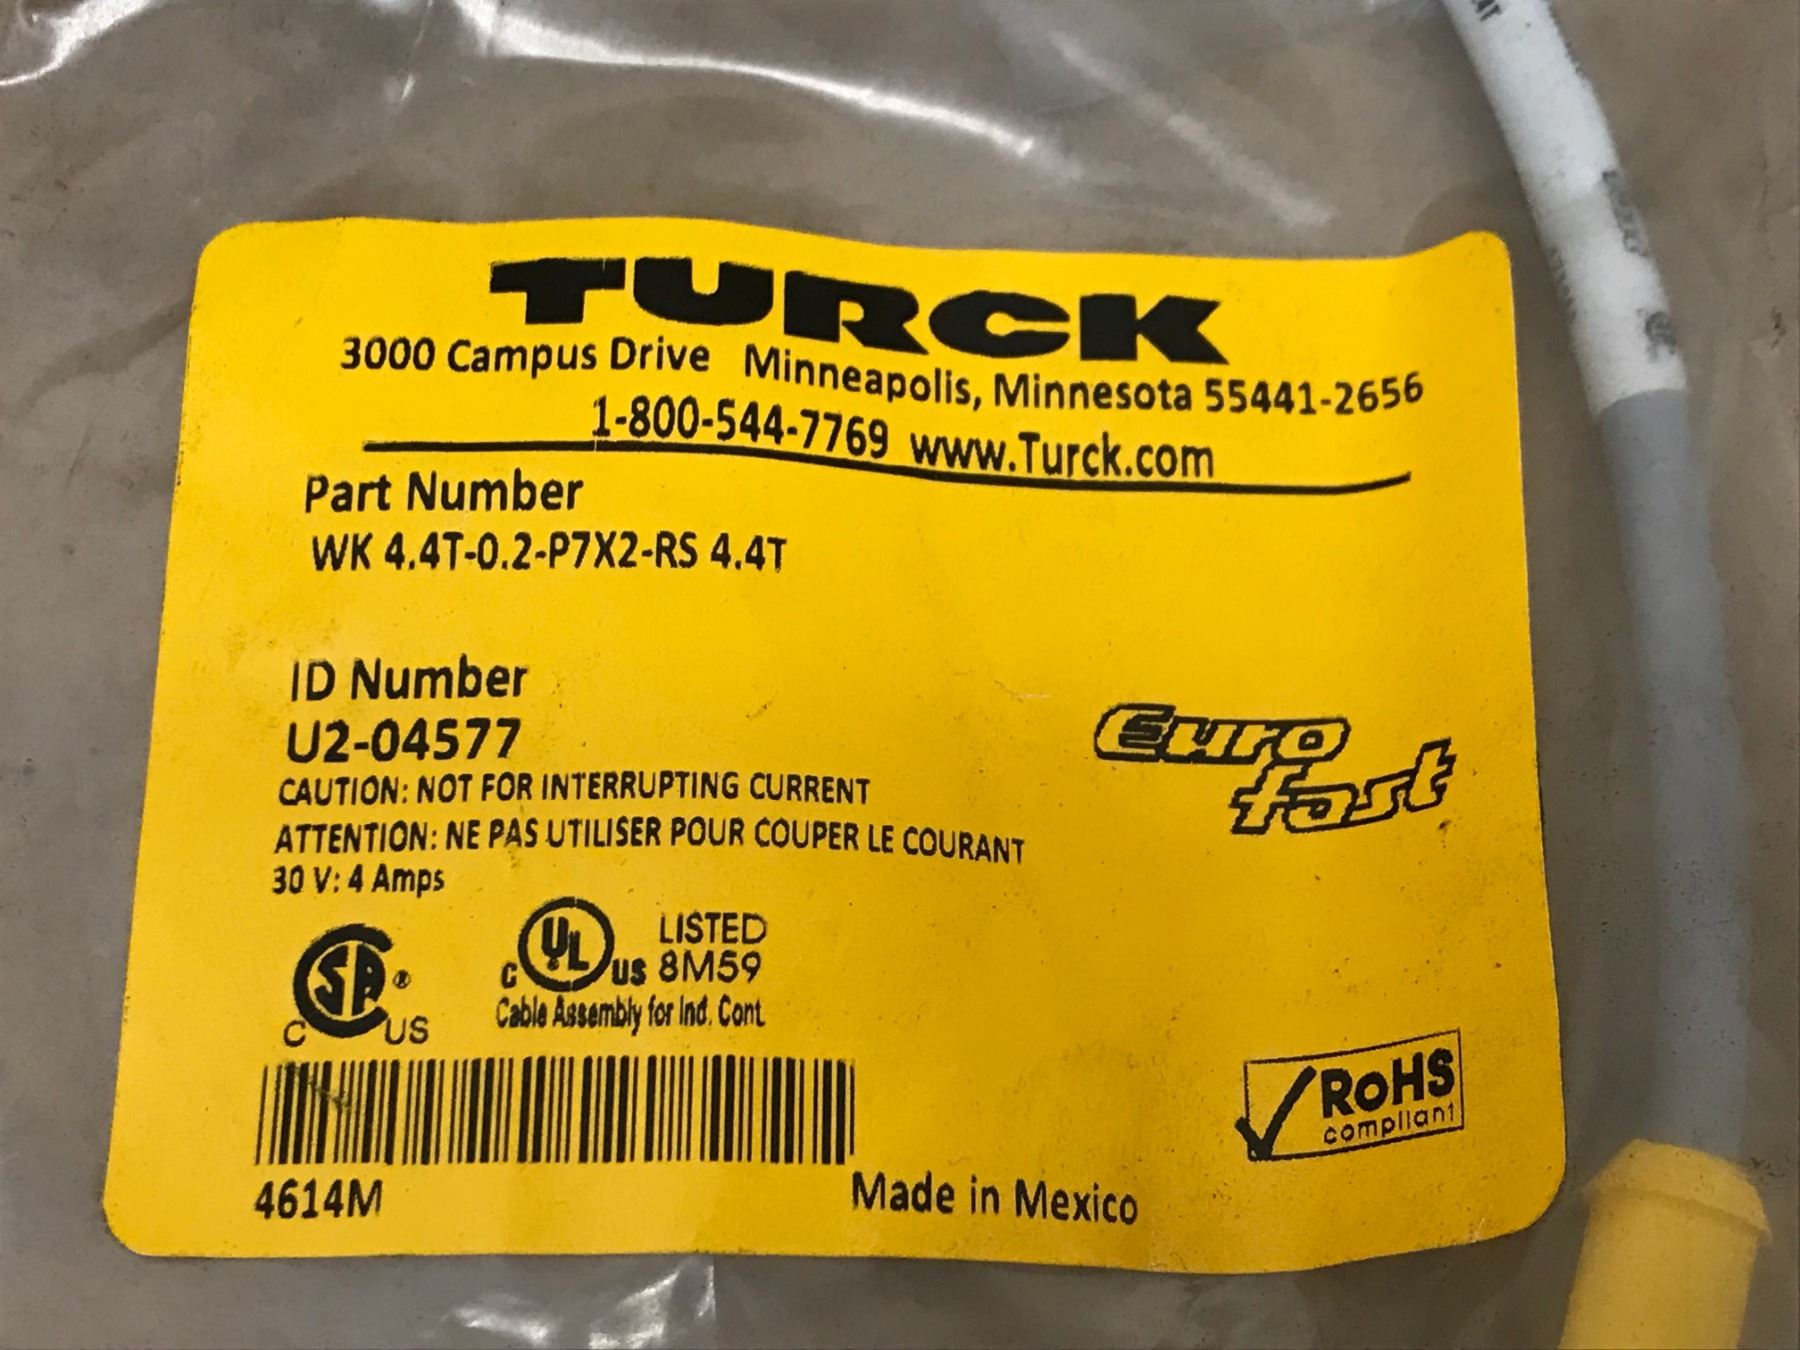 TURCK
3000 Campus Drive Minneapolis, Minnesota 55441-2656
1-800-544-7769 www.Turck.com
Part Number
WK 4.4T-0.2-P7X2-RS 4.4T
ID Number
U2-04577
Euro
fast
CAUTION: NOT FOR INTERRUPTING CURRENT
ATTENTION: NE PAS UTILISER POUR COUPER LE COURANT
30 V: 4 Amps
C SA ® US
C UL US LISTED
8M59
Cable Assembly for Ind. Cont.
RoHS
compliant
4614M
Made in Mexico